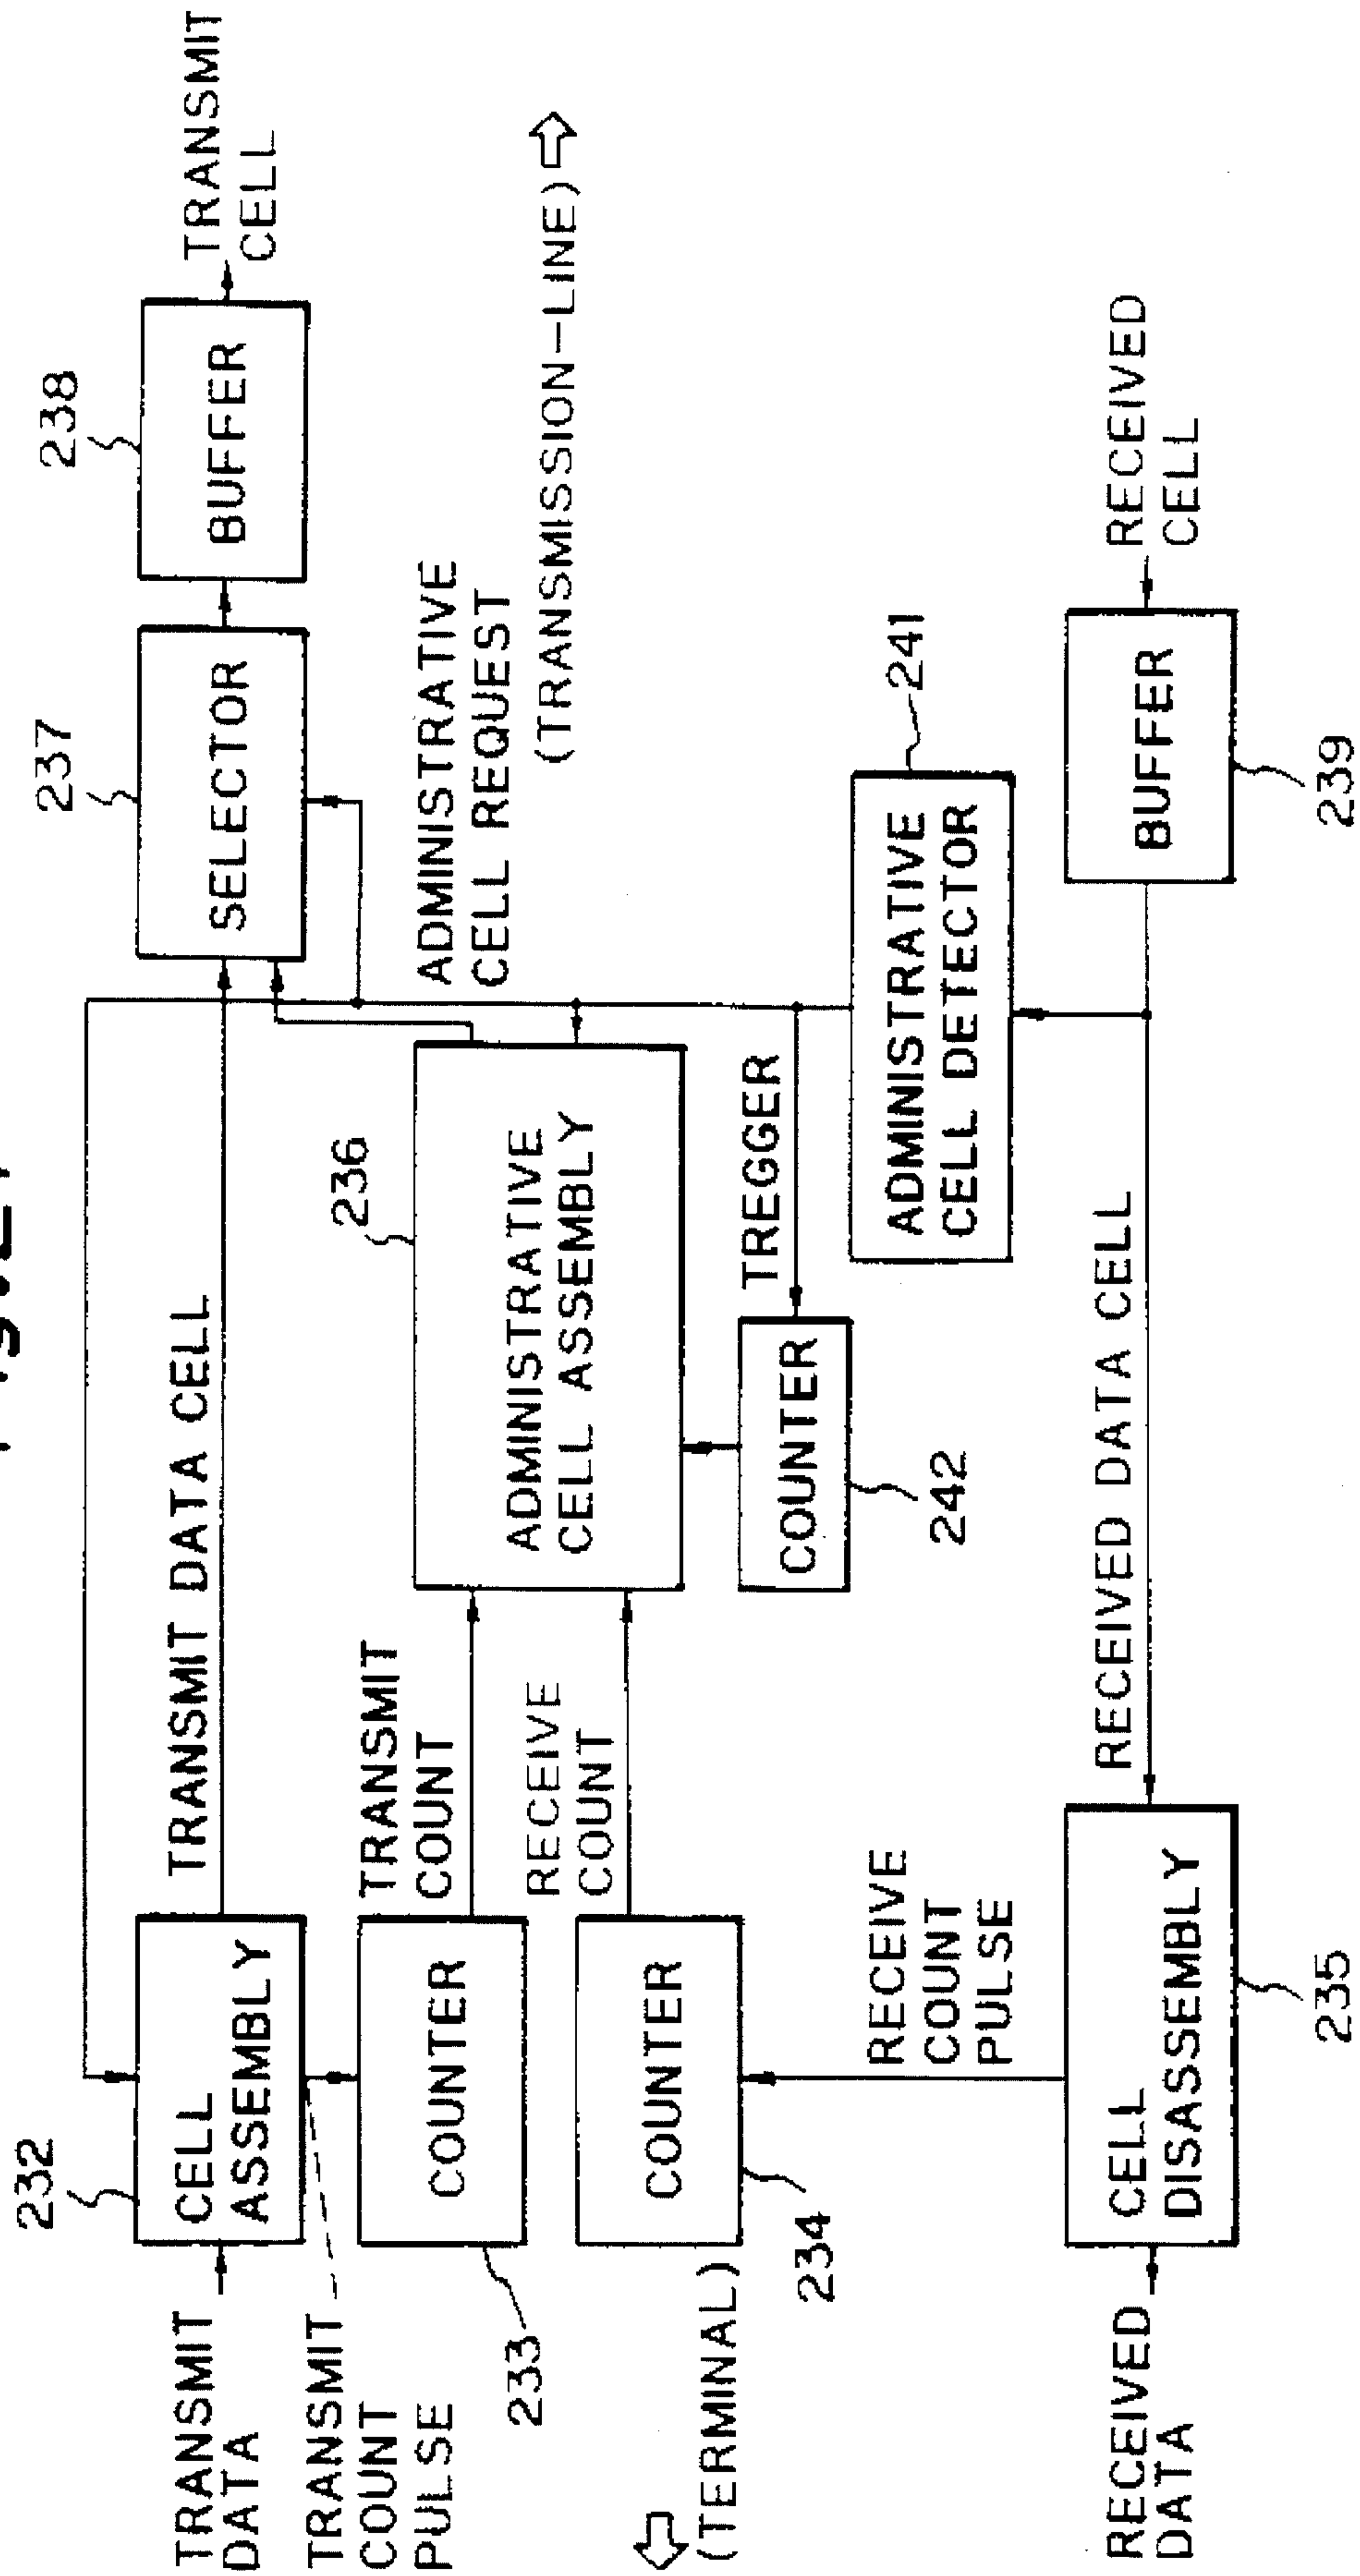 232
237
238
TRANSMIT
DATA
CELL
ASSEMBLY
TRANSMIT DATA CELL
SELECTOR
BUFFER
TRANSMIT
CELL
TRANSMIT
COUNT
PULSE
233
COUNTER
TRANSMIT
COUNT
236
ADMINISTRATIVE
CELL ASSEMBLY
ADMINISTRATIVE
CELL REQUEST
(TRANSMISSION-LINE)
COUNTER
234
RECEIVE
COUNT
(TERMINAL)
TREGGER
COUNTER
242
241
ADMINISTRATIVE
CELL DETECTOR
RECEIVE
COUNT
PULSE
RECEIVED
DATA
CELL
DISASSEMBLY
235
RECEIVED DATA CELL
BUFFER
239
RECEIVED
CELL